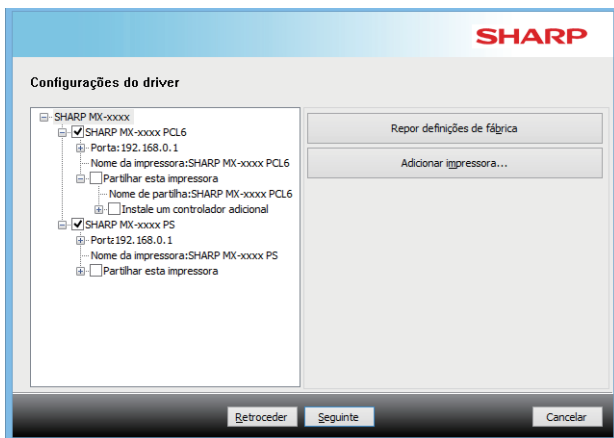 SHARP
Configurações do driver
SHARP MX-xxxx
SHARP MX-xxxx PCL6
Porta:192.168.0.1
Nome da impressora:SHARP MX-xxxx PCL6
Partilhar esta impressora
Nome de partilha:SHARP MX-xxxx PCL6
Instale um controlador adicional
SHARP MX-xxxx PS
Porta192.168.0.1
Nome da impressora:SHARP MX-xxxx PS
Partilhar esta impressora
Repor definições de fábrica
Adicionar impressora...
Retroceder
Seguinte
Cancelar